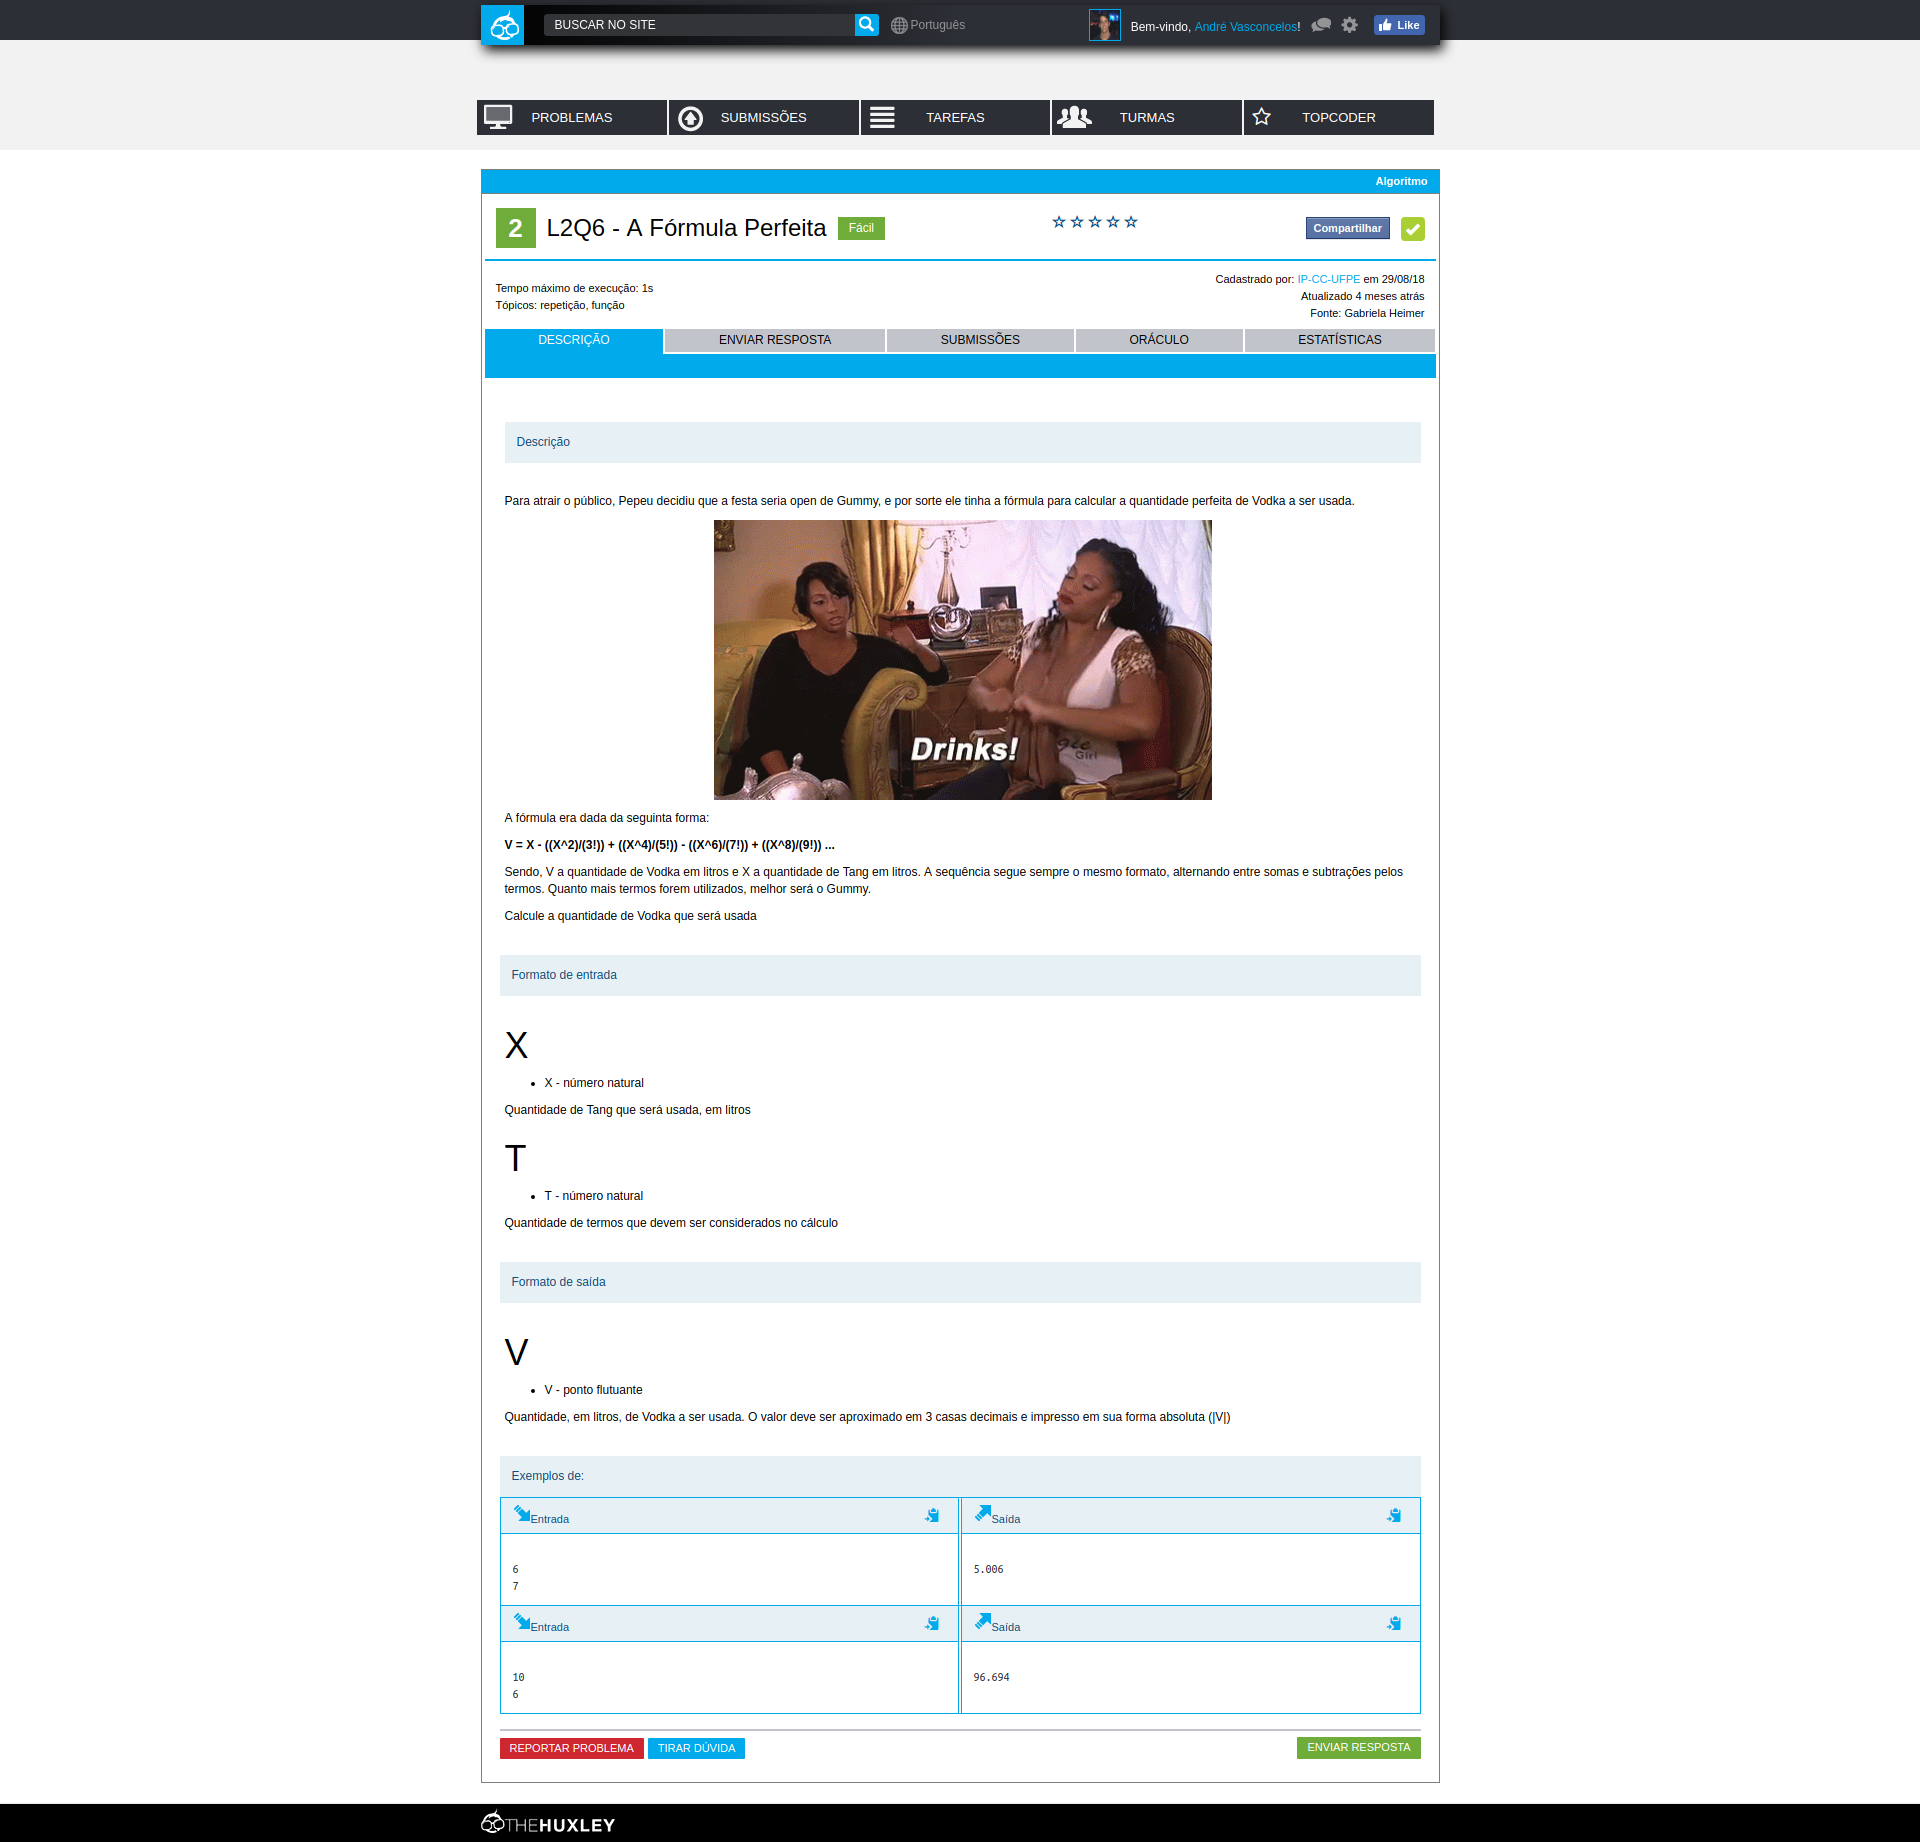 BUSCAR NO SITE
Português
Bem-vindo, André Vasconcelos!
Like
PROBLEMAS
SUBMISSÕES
TAREFAS
TURMAS
TOPCODER
Algoritmo
2 L2Q6 - A Fórmula Perfeita Fácil
Compartilhar
Tempo máximo de execução: 1s
Tópicos: repetição, função
Cadastrado por: IP-CC-UFPE em 29/08/18
Atualizado 4 meses atrás
Fonte: Gabriela Heimer
DESCRIÇÃO
ENVIAR RESPOSTA
SUBMISSÕES
ORÁCULO
ESTATÍSTICAS
Descrição
Para atrair o público, Pepeu decidiu que a festa seria open de Gummy, e por sorte ele tinha a fórmula para calcular a quantidade perfeita de Vodka a ser usada.
Drinks!
Girl
A fórmula era dada da seguinta forma:
V = X - ((X^2)/(3!)) + ((X^4)/(5!)) - ((X^6)/(7!)) + ((X^8)/(9!)) ...
Sendo, V a quantidade de Vodka em litros e X a quantidade de Tang em litros. A sequência segue sempre o mesmo formato, alternando entre somas e subtrações pelos
termos. Quanto mais termos forem utilizados, melhor será o Gummy.
Calcule a quantidade de Vodka que será usada
Formato de entrada
X
• X - número natural
Quantidade de Tang que será usada, em litros
T
• T - número natural
Quantidade de termos que devem ser considerados no cálculo
Formato de saída
V
• V - ponto flutuante
Quantidade, em litros, de Vodka a ser usada. O valor deve ser aproximado em 3 casas decimais e impresso em sua forma absoluta (|V|)
Exemplos de:
Entrada
Saída
6
7
5.006
Entrada
Saída
10
6
96.694
REPORTAR PROBLEMA
TIRAR DÚVIDA
ENVIAR RESPOSTA
THEHUXLEY